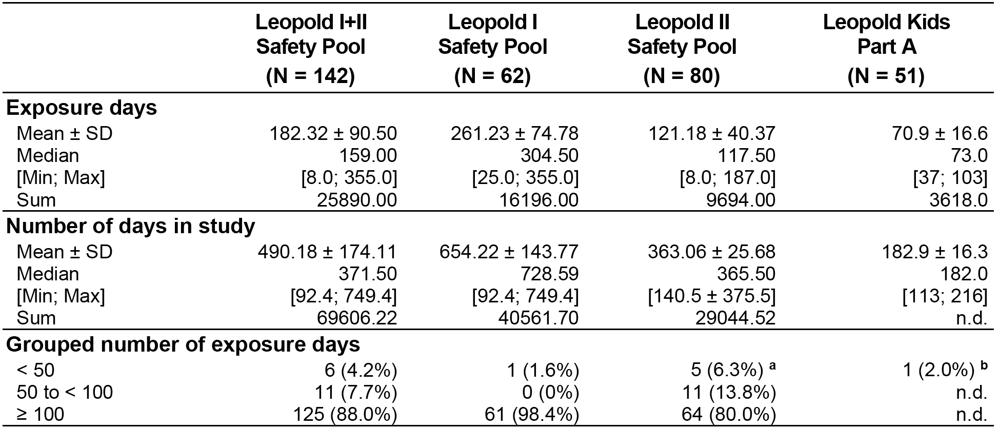 Leopold I+II Leopold I Leopold II Leopold Kids
Safety Pool Safety Pool Safety Pool Part A
(N = 142) (N = 62) (N = 80) (N = 51)
Exposure days
Mean ± SD 182.32 ± 90.50 261.23 ± 74.78 121.18 ± 40.37 70.9 ± 16.6
Median 159.00 304.50 117.50 73.0
[Min; Max] [8.0; 355.0] [25.0; 355.0] [8.0; 187.0] [37; 103]
Sum 25890.00 16196.00 9694.00 3618.0
Number of days in study
Mean ± SD 490.18 ± 174.11 654.22 ± 143.77 363.06 ± 25.68 182.9 ± 16.3
Median 371.50 728.59 365.50 182.0
[Min; Max] [92.4; 749.4] [92.4; 749.4] [140.5 ± 375.5] [113; 216]
Sum 69606.22 40561.70 29044.52 n.d.
Grouped number of exposure days
< 50 6 (4.2%) 1 (1.6%) 5 (6.3%) a 1 (2.0%) b
50 to < 100 11 (7.7%) 0 (0%) 11 (13.8%) n.d.
≥ 100 125 (88.0%) 61 (98.4%) 64 (80.0%) n.d.